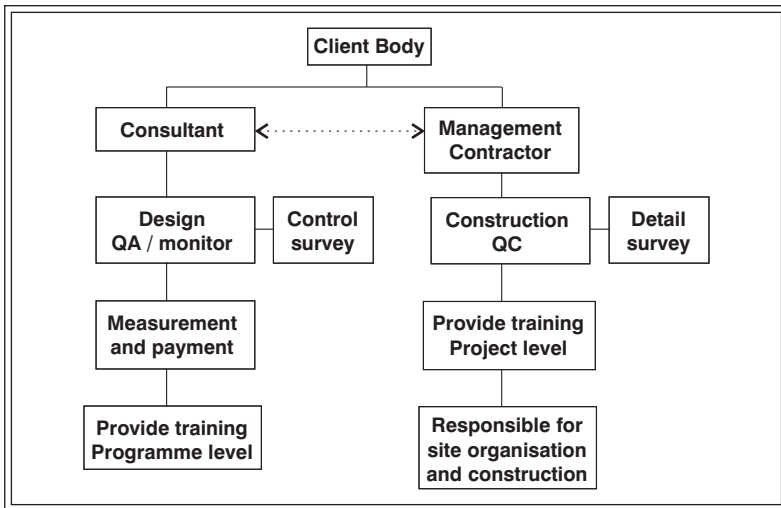 Client Body
Consultant
Management
Contractor
Design
QA / monitor
Control
survey
Construction
QC
Detail
survey
Measurement
and payment
Provide training
Project level
Provide training
Programme level
Responsible for
site organisation
and construction